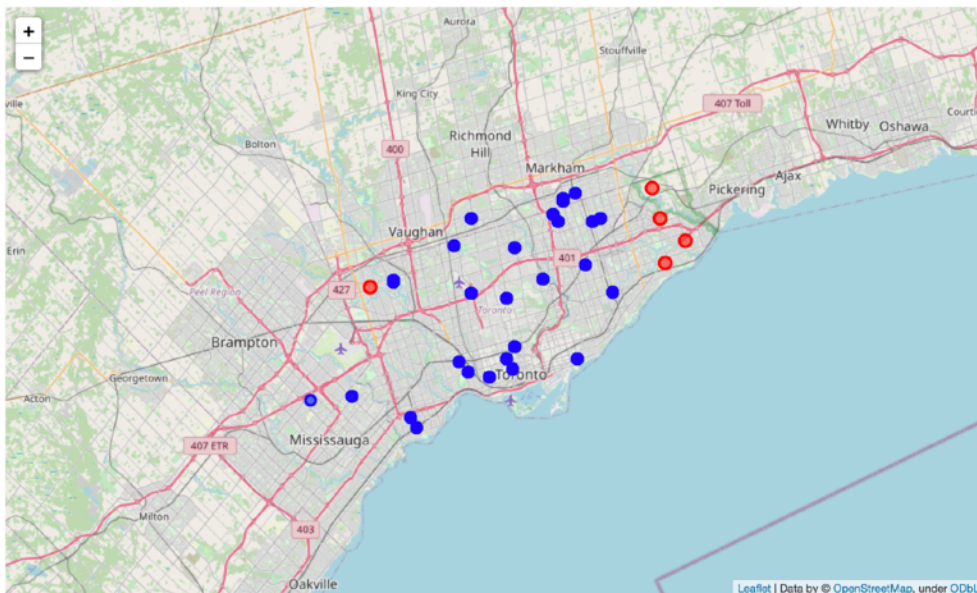 +
−
Aurora
Stouffville
King City
407 Toll
Whitby
Oshawa
Bolton
400
Richmond
Hill
Markham
Pickering
Ajax
Vaughan
Erin
401
427
Peel Region
Toronto
Brampton
Georgetown
Acton
Toronto
Mississauga
407 ETR
Milton
403
Oakville
Leaflet | Data by © OpenStreetMap, under ODbL